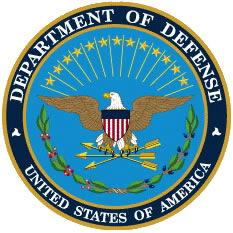 DEPARTMENT OF DEFENSE
UNITED STATES OF AMERICA